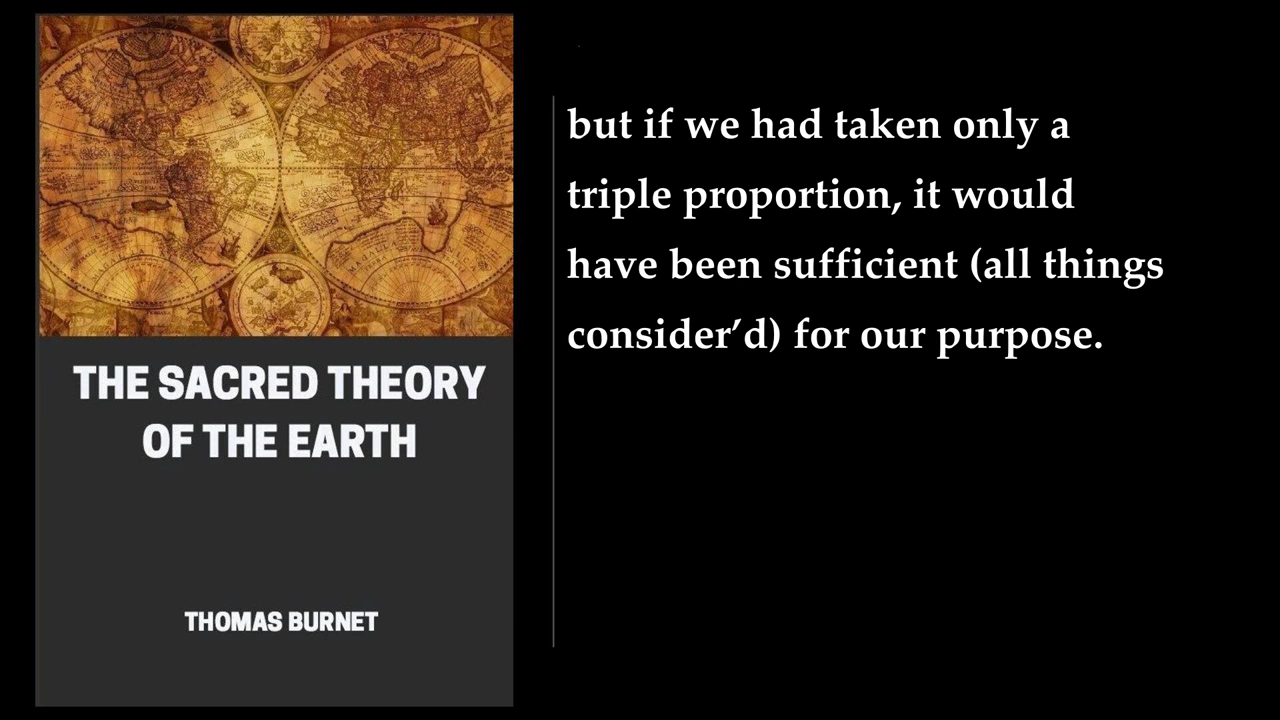 THE SACRED THEORY
OF THE EARTH
THOMAS BURNET
but if we had taken only a
triple proportion, it would
have been sufficient (all things
consider’d) for our purpose.